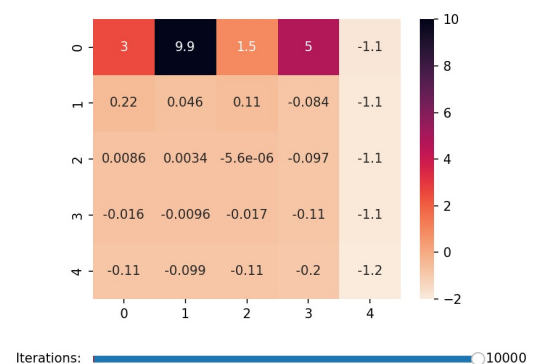 0 3 9.9 1.5 5 -1.1
1 0.22 0.046 0.11 -0.084 -1.1
2 0.0086 0.0034 -5.6e-06 -0.097 -1.1
3 -0.016 -0.0096 -0.017 -0.11 -1.1
4 -0.11 -0.099 -0.11 -0.2 -1.2
0 1 2 3 4
10
8
6
4
2
0
−2
Iterations: 10000